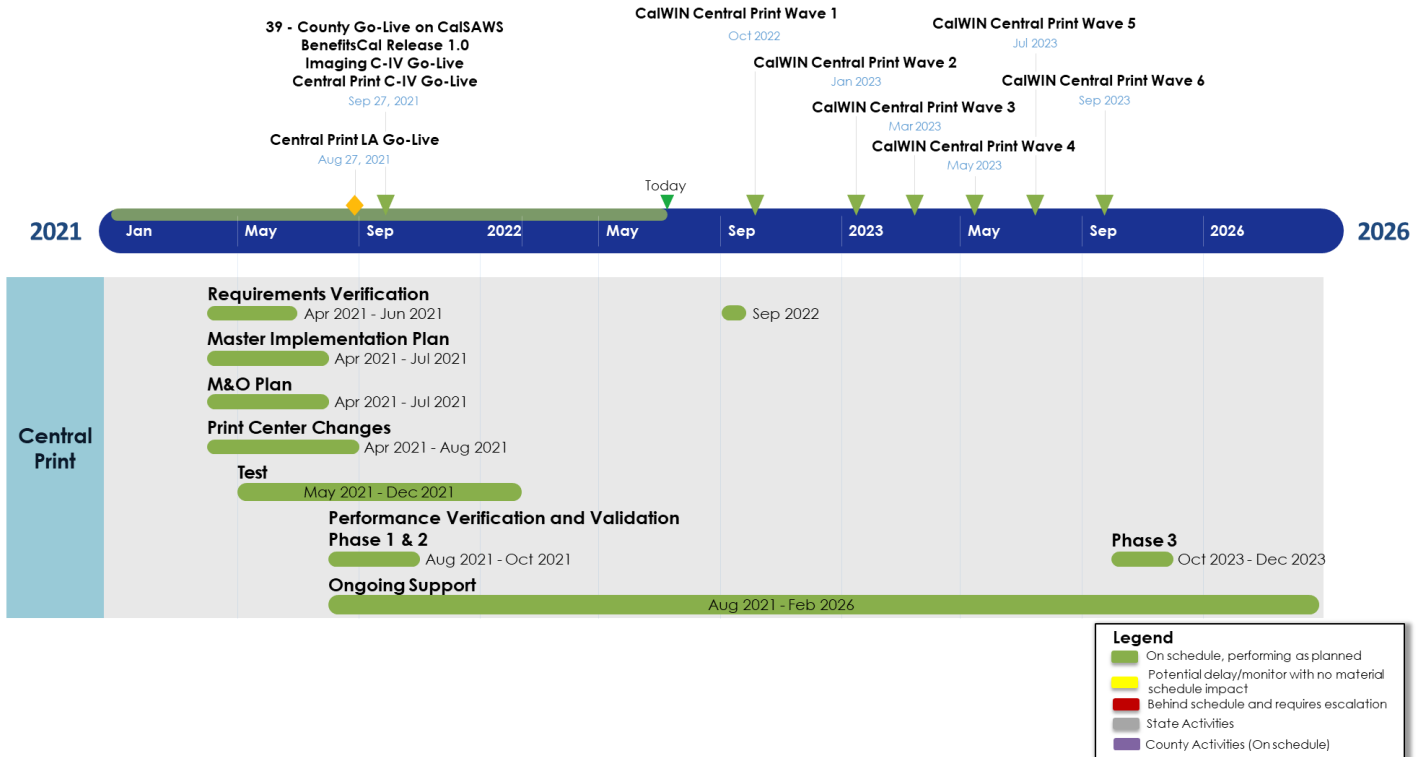 39 - County Go-Live on CalSAWS
BenefitsCal Release 1.0
Imaging C-IV Go-Live
Central Print C-IV Go-Live
Sep 27, 2021
Central Print LA Go-Live
Aug 27, 2021
CalWIN Central Print Wave 1
Oct 2022
CalWIN Central Print Wave 2
Jan 2023
CalWIN Central Print Wave 3
Mar 2023
CalWIN Central Print Wave 4
May 2023
CalWIN Central Print Wave 5
Jul 2023
CalWIN Central Print Wave 6
Sep 2023
Today
2021 Jan May Sep 2022 May Sep 2023 May Sep 2026 2026
Central
Print
Requirements Verification
Apr 2021 - Jun 2021 Sep 2022
Master Implementation Plan
Apr 2021 - Jul 2021
M&O Plan
Apr 2021 - Jul 2021
Print Center Changes
Apr 2021 - Aug 2021
Test
May 2021 - Dec 2021
Performance Verification and Validation
Phase 1 & 2 Phase 3
Aug 2021 - Oct 2021 Oct 2023 - Dec 2023
Ongoing Support
Aug 2021 - Feb 2026
Legend
On schedule, performing as planned
Potential delay/monitor with no material
schedule impact
Behind schedule and requires escalation
State Activities
County Activities (On schedule)